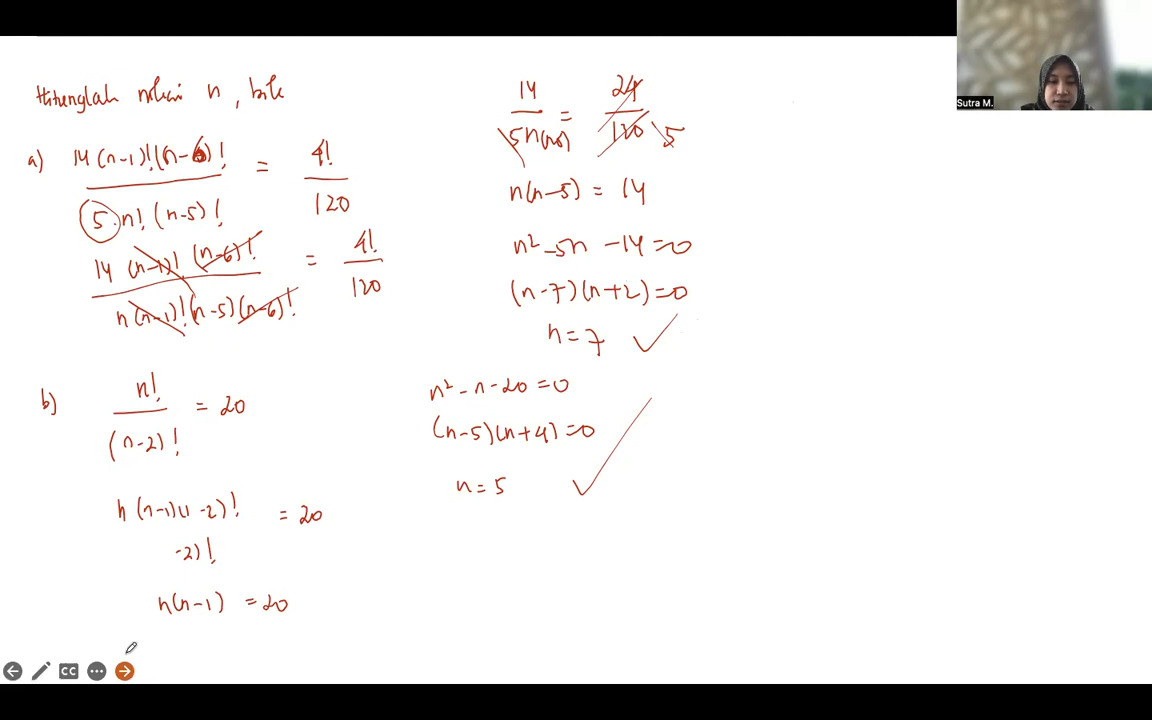 Hitunglah nilai n, bila
a) 14(n-1)!(n-6)! / 5.n!(n-5)! = 4! / 120
14(n-1)!(n-6)! / n(n-1)!(n-5)(n-6)! = 4! / 120
b) n! / (n-2)! = 20
n(n-1)(n-2)! = 20
-2)!
n(n-1) = 20
14 / 5n(n-5) = 24 / 120 5
n(n-5) = 14
n² -5n -14=0
(n-7)(n+2)=0
n=7 ✓
n² -n-20=0
(n-5)(n+4)=0
n=5 ✓
Sutra M.
CC